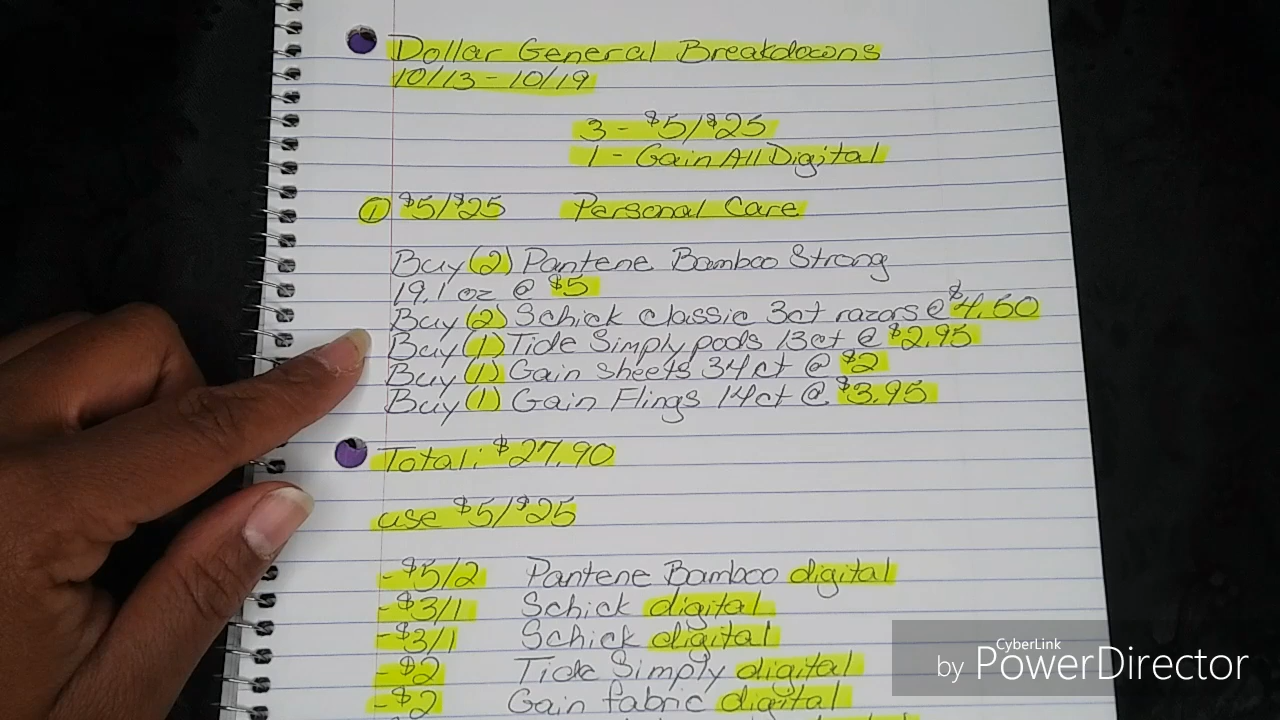 Dollar General Breakdowns
10/13 - 10/19
3 - $5/$25
1 - Gain All Digital
① $5/$25 Personal Care
Buy (2) Pantene Bamboo Strong
19.1 oz @ $5
Buy (2) Schick Classic 3ct razors @ $4.50
Buy (1) Tide Simply pods 13ct @ $2.95
Buy (1) Gain sheets 34ct @ $2
Buy (1) Gain Flings 14ct @ $3.95
Total: $27.90
use $5/$25
- $5/2 Pantene Bamboo digital
- $3/1 Schick digital
- $3/1 Schick digital
- $2 Tide Simply digital
- $2 Gain fabric digital
by CyberLink PowerDirector